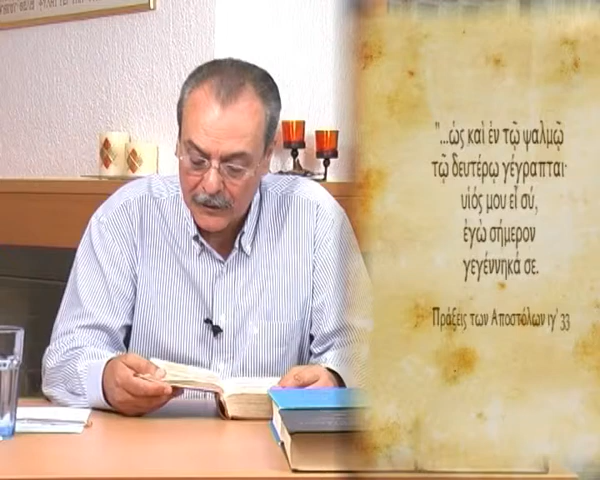 "...ὡς καὶ ἐν τῷ ψαλμῷ
τῷ δευτέρῳ γέγραπται·
υἱός μου εἶ σύ,
ἐγὼ σήμερον
γεγέννηκά σε.
Πράξεις των Αποστόλων ιγ' 33